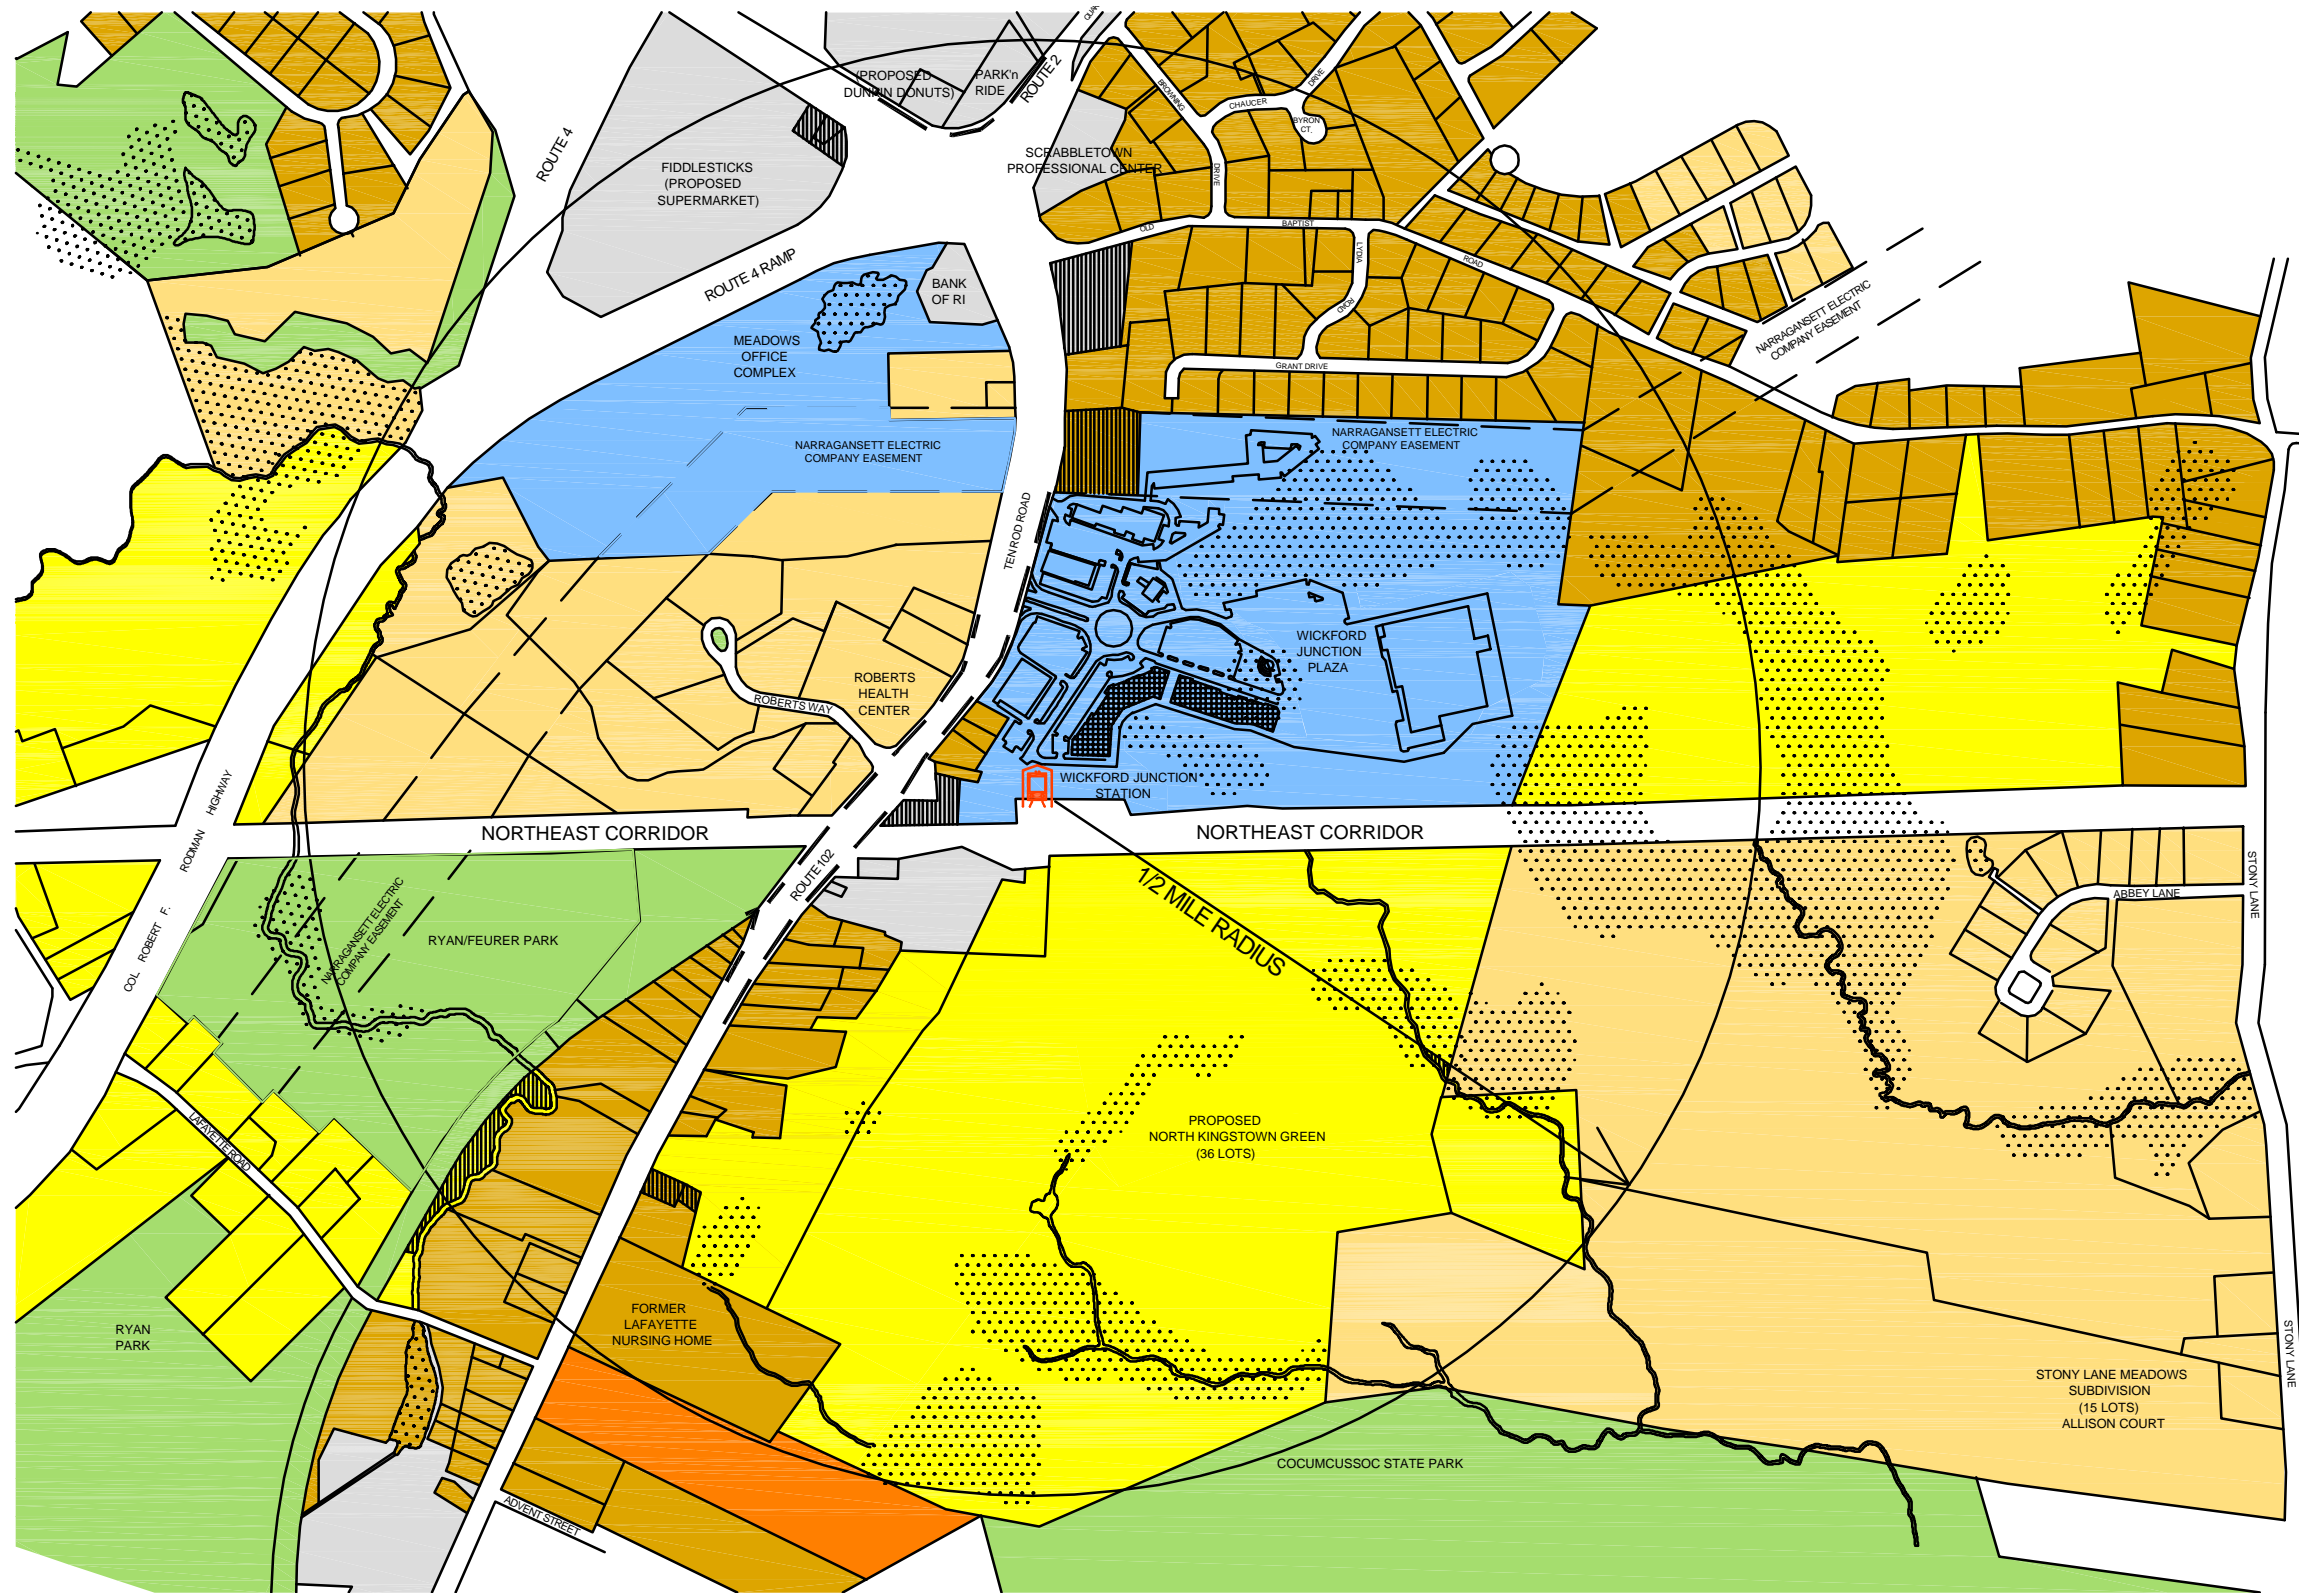 (PROPOSED
DUNKIN DONUTS)
PARK'n
RIDE
ROUTE 2
ROUTE 4
FIDDLESTICKS
(PROPOSED
SUPERMARKET)
SCRABBLETOWN
PROFESSIONAL CENTER
BROWNING
DRIVE
CHAUCER
DRIVE
BYRON
CT.
OLD
BAPTIST
ROAD
LYDIA
ROAD
GRANT DRIVE
ROUTE 4 RAMP
BANK
OF RI
MEADOWS
OFFICE
COMPLEX
NARRAGANSETT ELECTRIC
COMPANY EASEMENT
NARRAGANSETT ELECTRIC
COMPANY EASEMENT
NARRAGANSETT ELECTRIC
COMPANY EASEMENT
TEN ROD ROAD
WICKFORD
JUNCTION
PLAZA
ROBERTS
HEALTH
CENTER
ROBERTS WAY
WICKFORD JUNCTION
STATION
NORTHEAST CORRIDOR
NORTHEAST CORRIDOR
COL ROBERT F. RODMAN HIGHWAY
ROUTE 102
1/2 MILE RADIUS
NARRAGANSETT ELECTRIC
COMPANY EASEMENT
RYAN/FEURER PARK
ABBEY LANE
STONY LANE
LAFAYETTE ROAD
PROPOSED
NORTH KINGSTOWN GREEN
(36 LOTS)
RYAN
PARK
FORMER
LAFAYETTE
NURSING HOME
STONY LANE
STONY LANE MEADOWS
SUBDIVISION
(15 LOTS)
ALLISON COURT
COCUMCUSSOC STATE PARK
ADVENT STREET